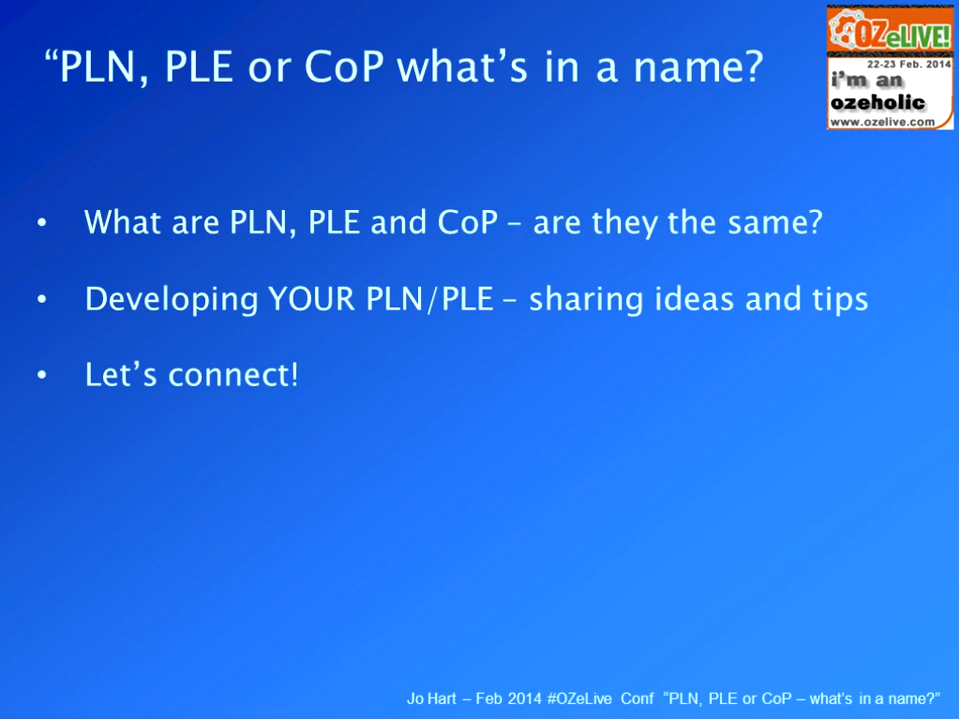 “PLN, PLE or CoP what’s in a name?
OZeLIVE!
22-23 Feb. 2014
i’m an
ozeholic
www.ozelive.com
• What are PLN, PLE and CoP – are they the same?
• Developing YOUR PLN/PLE – sharing ideas and tips
• Let’s connect!
Jo Hart – Feb 2014 #OZeLive Conf “PLN, PLE or CoP – what’s in a name?”